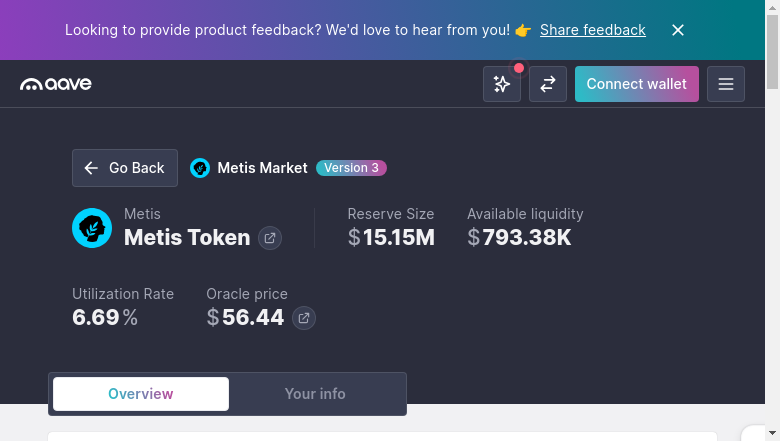 Looking to provide product feedback? We'd love to hear from you! 👉 Share feedback
aave
Connect wallet
Go Back
Metis Market
Version 3
Metis
Metis Token
Reserve Size
$15.15M
Available liquidity
$793.38K
Utilization Rate
6.69%
Oracle price
$56.44
Overview
Your info